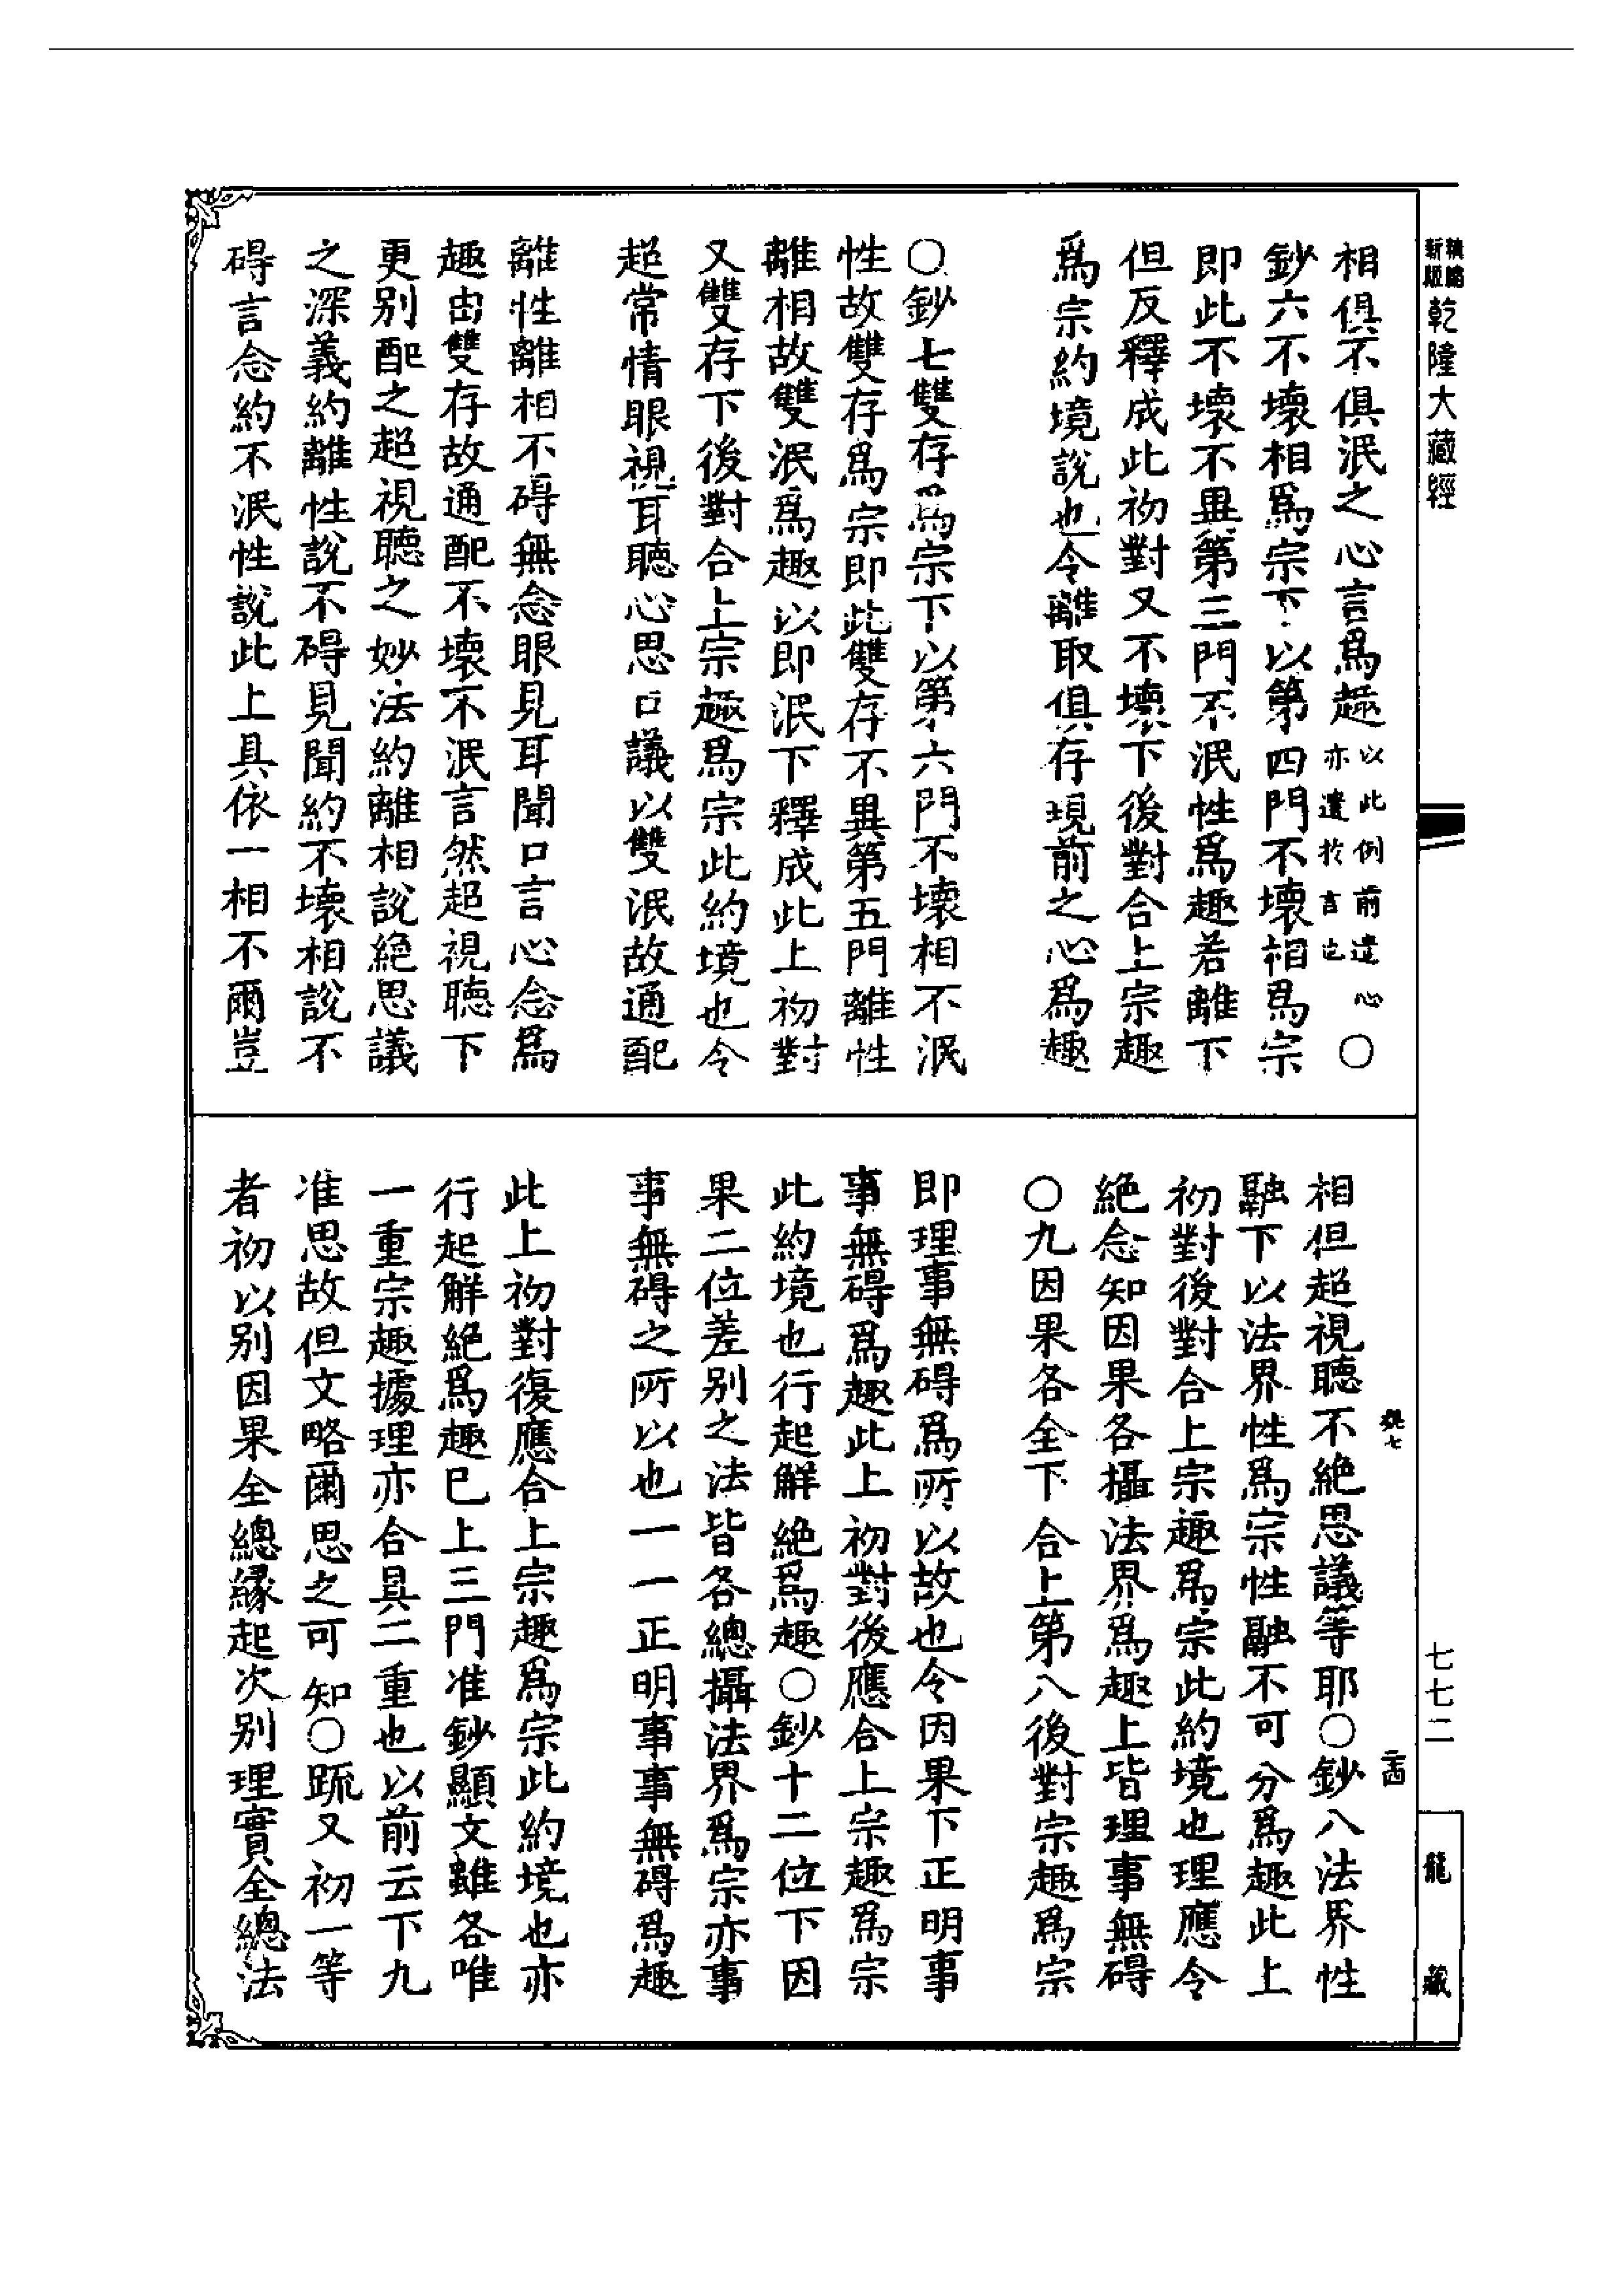 精縮新版乾隆大藏經
相俱不俱泯之心言爲趣以此例前遣心亦遣於言也○
鈔六不壞相爲宗下以第四門不壞相爲宗
即此不壞不異第三門不泯性爲趣若離下
但反釋成此初對又不壞下後對合上宗趣
爲宗約境說也令離取俱存現前之心爲趣
○鈔七雙存爲宗下以第六門不壞相不泯
性故雙存爲宗即此雙存不異第五門離性
離相故雙泯爲趣以即泯下釋成此上初對
又雙存下後對合上宗趣爲宗此約境也令
超常情眼視耳聽心思口議以雙泯故通配
離性離相不碍無念眼見耳聞口言心念爲
趣由雙存故通配不壞不泯言然超視聽下
更别配之超視聽之妙法約離相說絕思議
之深義約離性說不碍見聞約不壞相說不
碍言念約不泯性說此上具依一相不爾豈
相但超視聽不絕思議等耶○鈔八法界性
融下以法界性爲宗性融不可分爲趣此上
初對後對合上宗趣爲宗此約境也理應令
絕念知因果各攝法界爲趣上皆理事無碍
○九因果各全下合上第八後對宗趣爲宗
即理事無碍爲所以故也令因果下正明事
事無碍爲趣此上初對後應合上宗趣爲宗
此約境也行起解絕爲趣○鈔十二位下因
果二位差别之法皆各總攝法界爲宗亦事
事無碍之所以也一一正明事事無碍爲趣
此上初對復應合上宗趣爲宗此約境也亦
行起解絕爲趣巳上三門准鈔顯文雖各唯
一重宗趣據理亦合具二重也以前云下九
准思故但文略爾思之可知○䟽又初一等
者初以别因果全總緣起次别理實全總法
七七二
龍藏